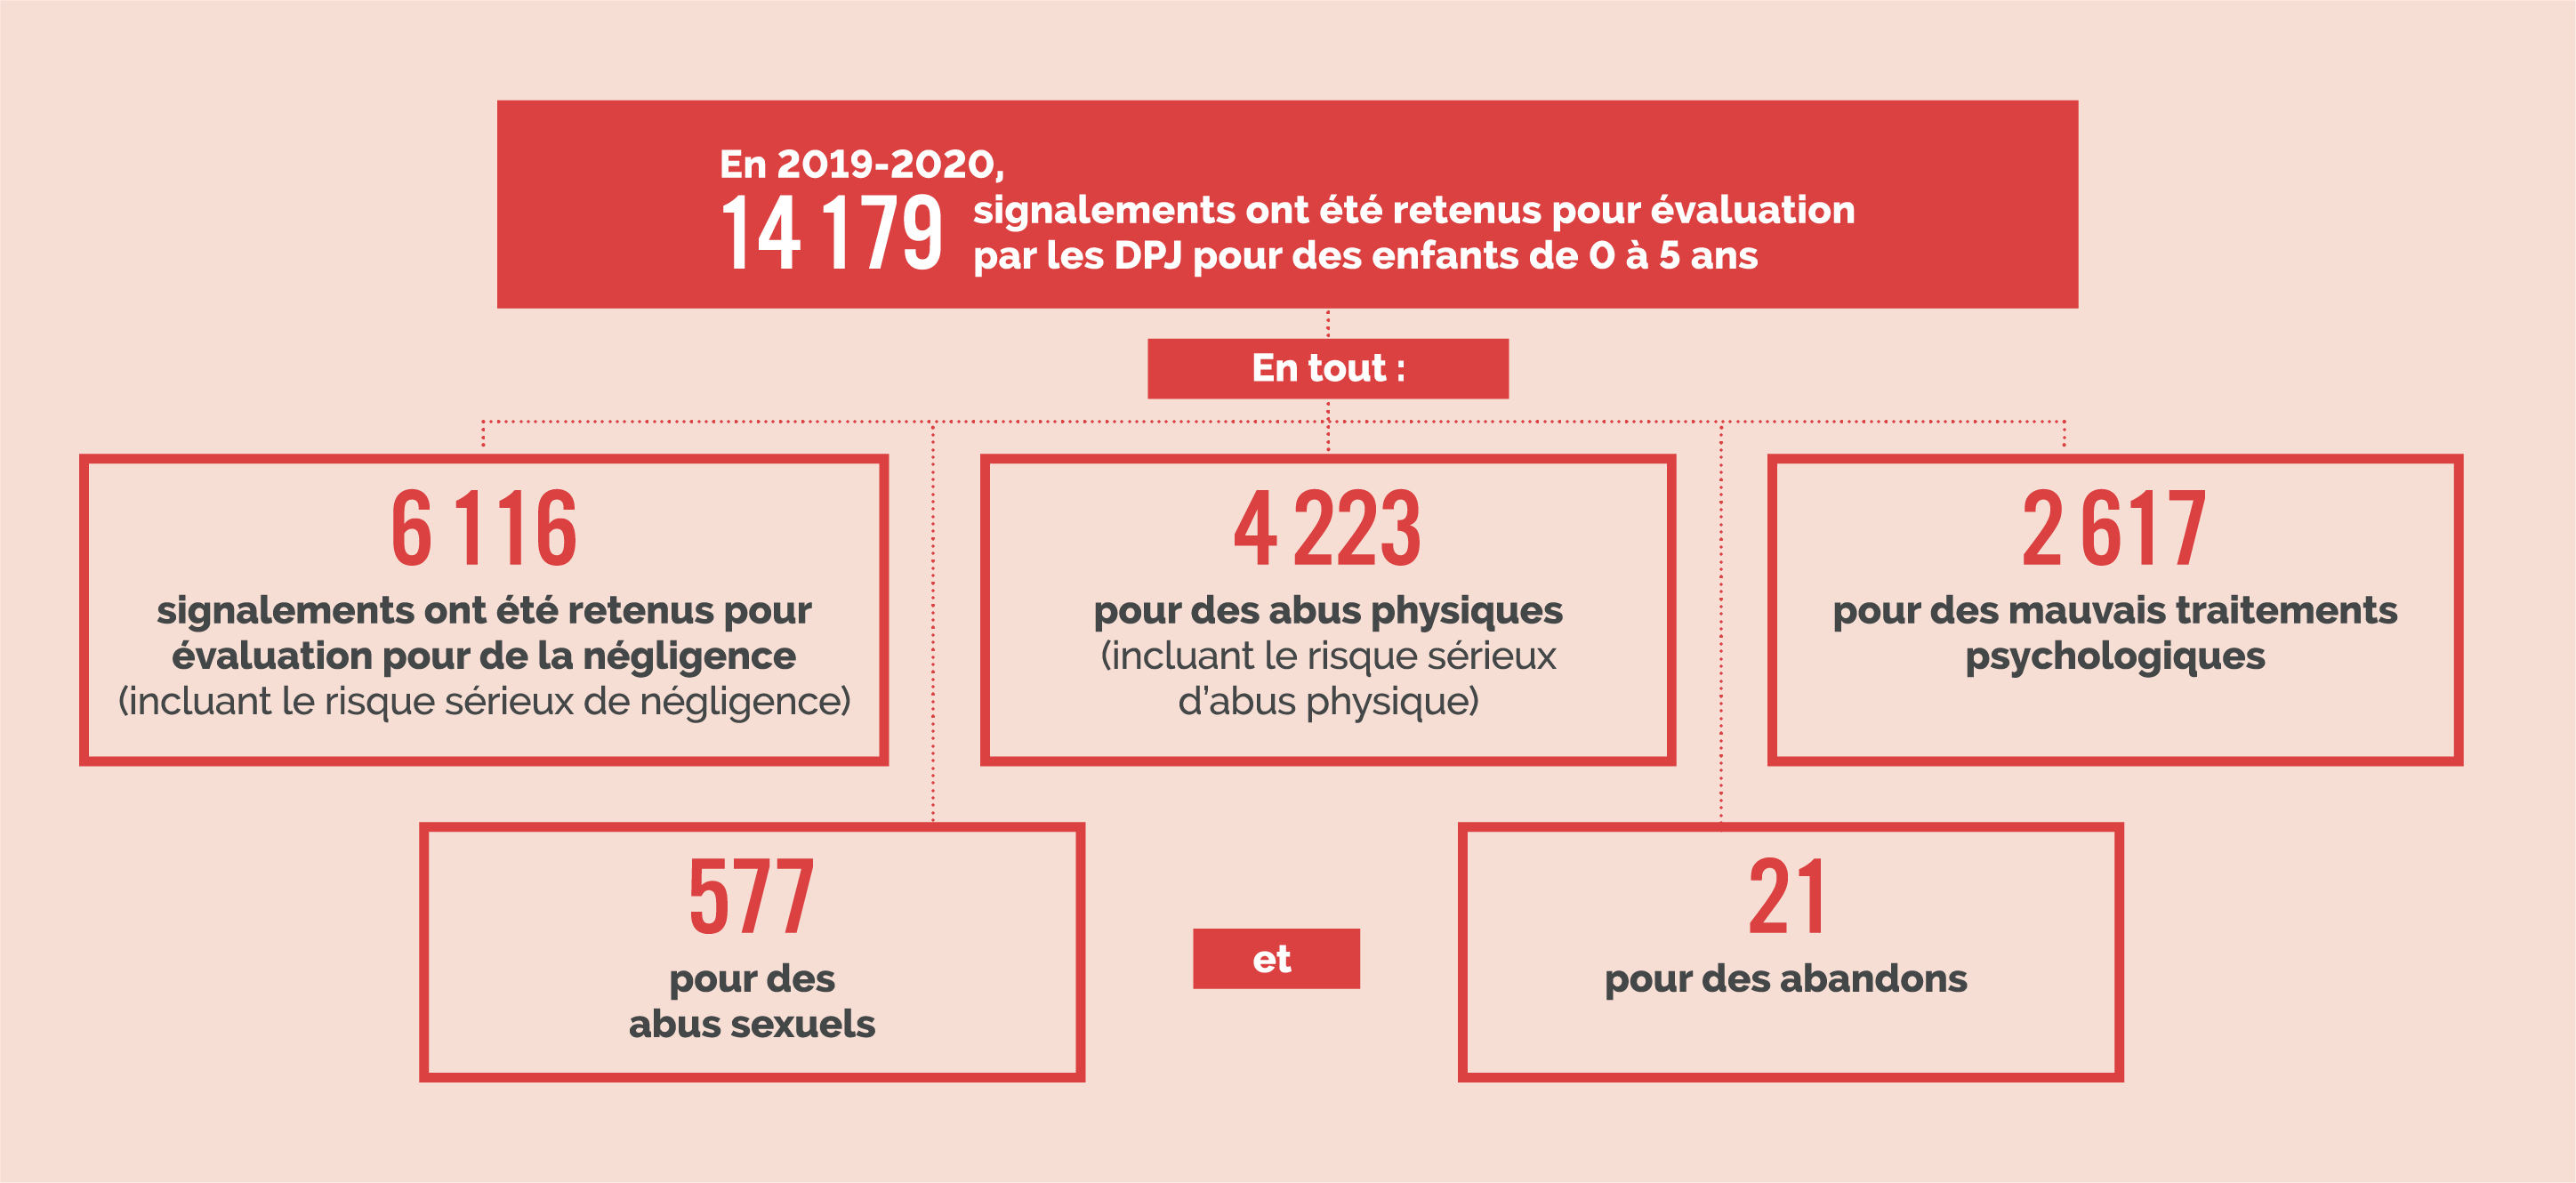 En 2019-2020,
14 179
signalements ont été retenus pour évaluation
par les DPJ pour des enfants de 0 à 5 ans
En tout :
6 116
signalements ont été retenus pour
évaluation pour de la négligence
(incluant le risque sérieux de négligence)
4 223
pour des abus physiques
(incluant le risque sérieux
d’abus physique)
2 617
pour des mauvais traitements
psychologiques
577
pour des
abus sexuels
et
21
pour des abandons